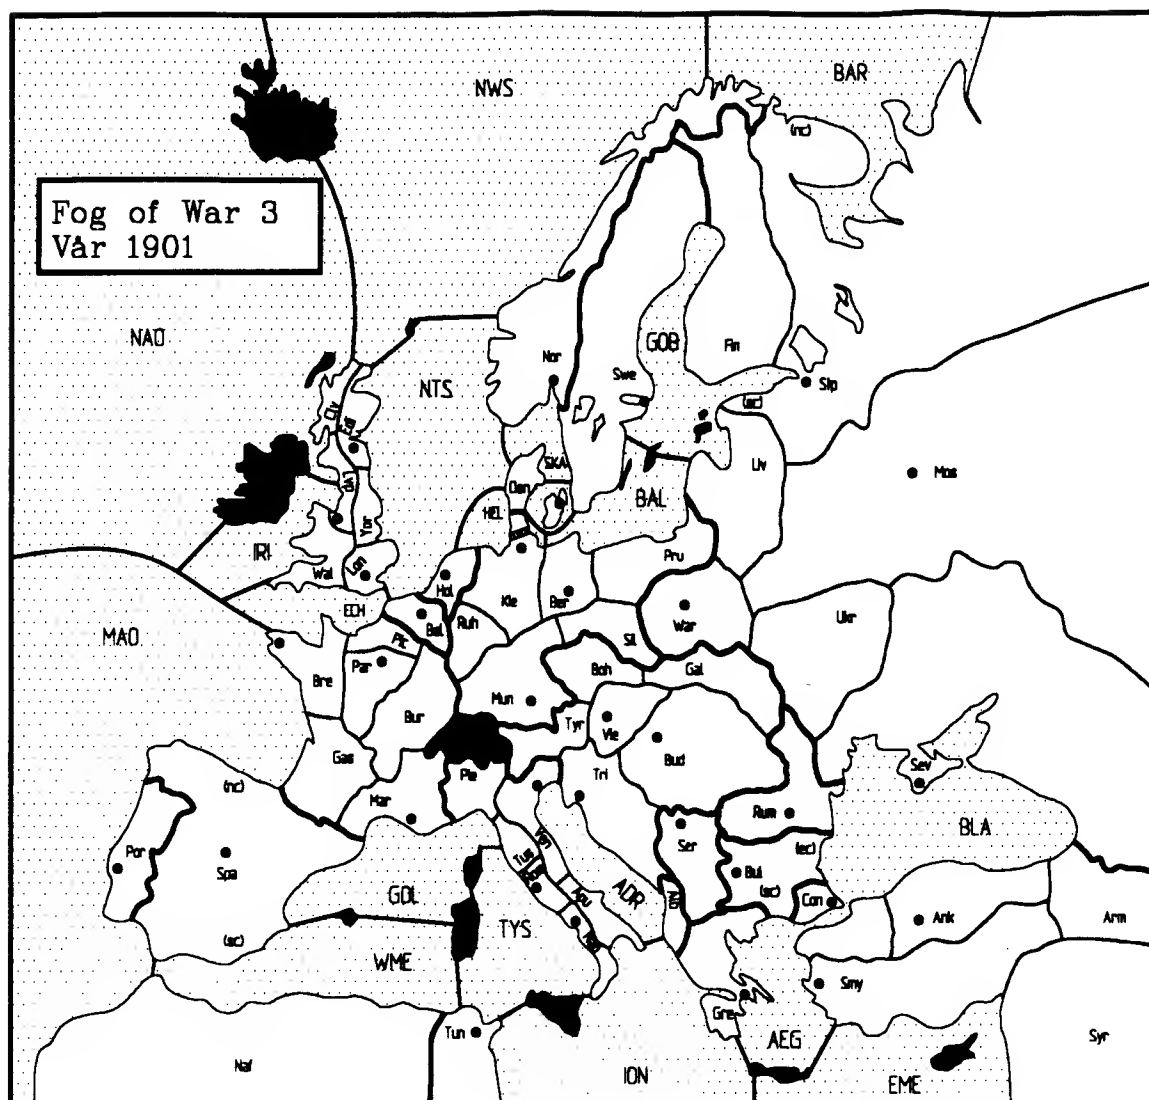 NWS
BAR
(nc)
Fog of War 3
Vår 1901
NAO
NTS
Nor
Swe
GOB
Fin
Stp
(sc)
Cly
Edi
Lvp
Yor
SKA
Den
HEL
BAL
Liv
Mos
IRI
Wal
Lon
Hol
Kie
Ber
Pru
War
Ukr
MAO
ECH
Bel
Ruh
Sil
Pic
Par
Bre
Bur
Mun
Boh
Gal
Tyr
Vie
Bud
Tri
Gas
Mar
Pie
Sev
BLA
Rum
(nc)
Por
Spa
(sc)
GOL
Tus
Ven
Apu
ADR
Ser
Bul
(ec)
(sc)
Con
Ank
Arm
TYS
WME
Smy
Gre
AEG
Syr
Naf
Tun
ION
EME